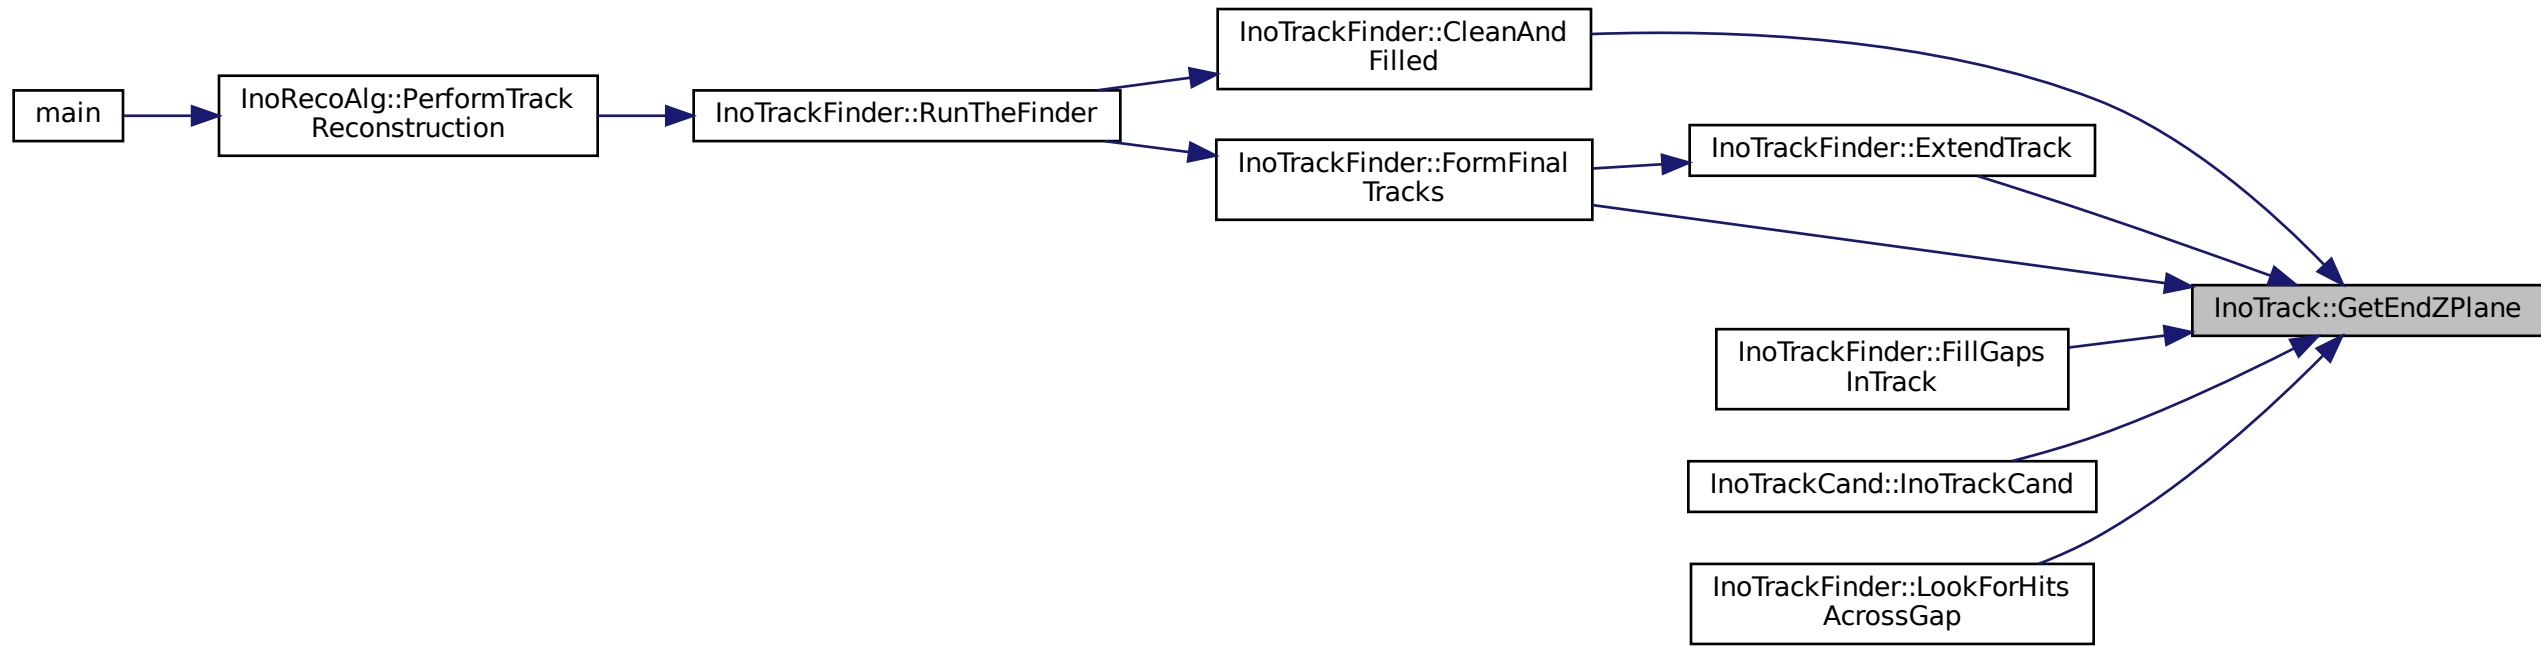 main
InoRecoAlg::PerformTrack
Reconstruction
InoTrackFinder::RunTheFinder
InoTrackFinder::CleanAnd
Filled
InoTrackFinder::FormFinal
Tracks
InoTrackFinder::ExtendTrack
InoTrack::GetEndZPlane
InoTrackFinder::FillGaps
InTrack
InoTrackCand::InoTrackCand
InoTrackFinder::LookForHits
AcrossGap